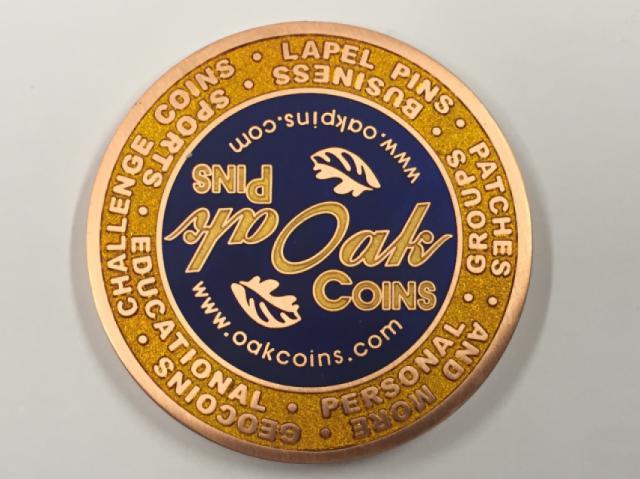 CHALLENGE COINS · LAPEL PINS · PATCHES · AND MORE · GEOCOINS ·
EDUCATIONAL · SPORTS · BUSINESS · GROUPS · PERSONAL ·
Oak
COINS
www.oakcoins.com
Oak
PINS
www.oakpins.com